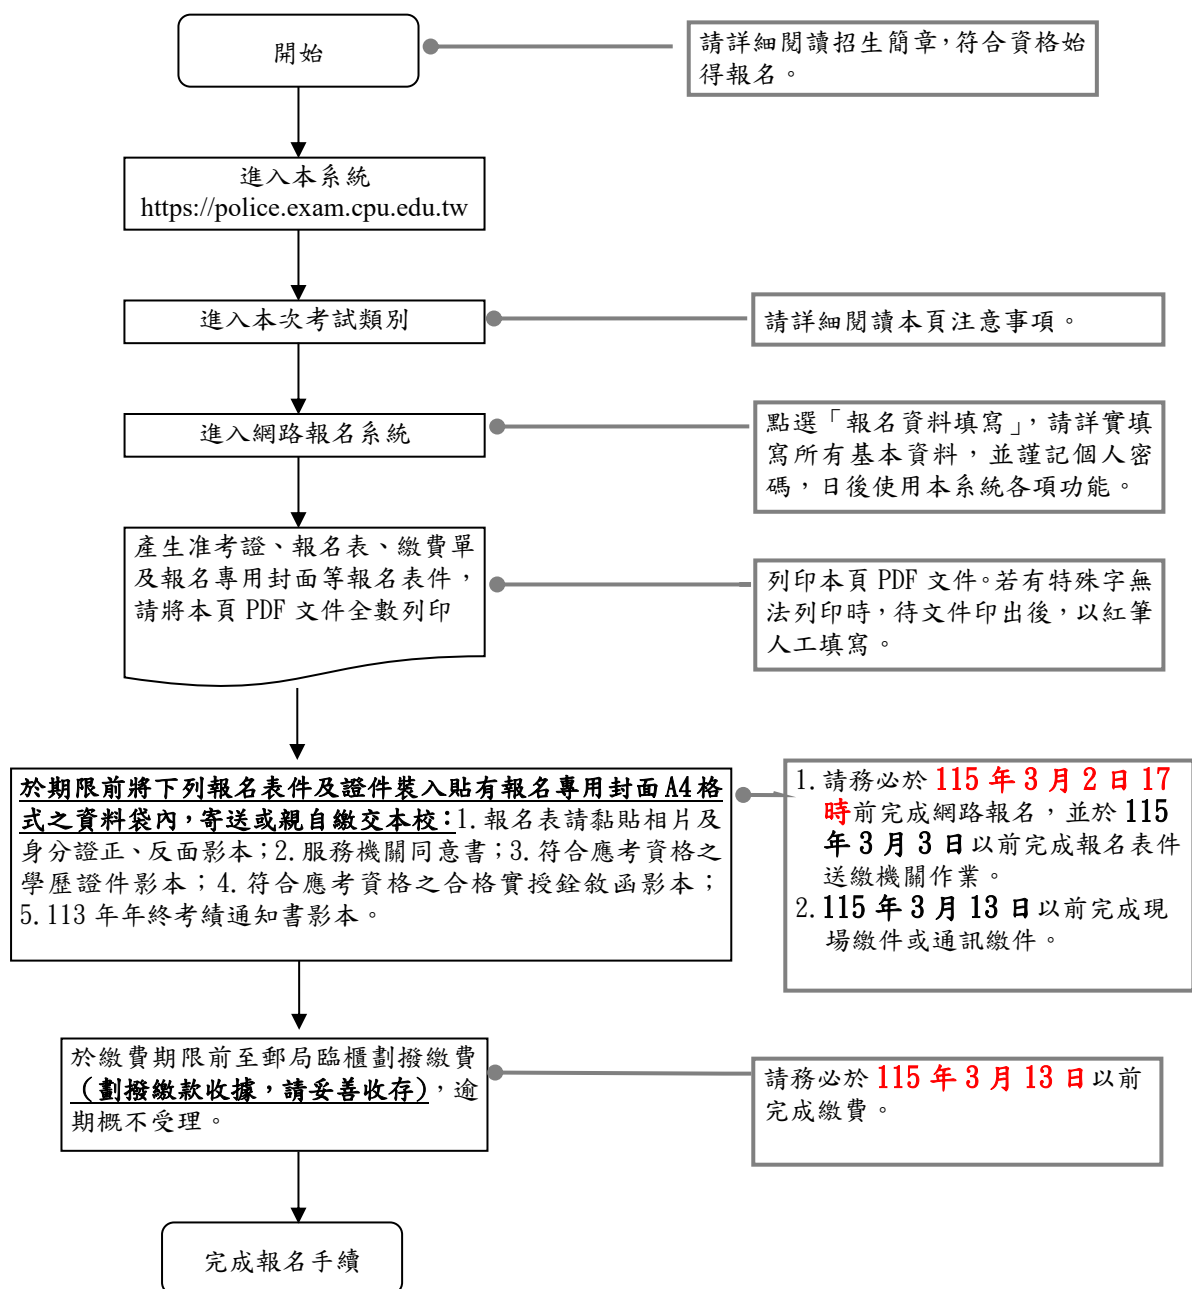 開始
請詳細閱讀招生簡章，符合資格始
得報名。
進入本系統
https://police.exam.cpu.edu.tw
進入本次考試類別
請詳細閱讀本頁注意事項。
進入網路報名系統
點選「報名資料填寫」，請詳實填
寫所有基本資料，並謹記個人密
碼，日後使用本系統各項功能。
產生准考證、報名表、繳費單
及報名專用封面等報名表件，
請將本頁 PDF 文件全數列印
列印本頁 PDF 文件。若有特殊字無
法列印時，待文件印出後，以紅筆
人工填寫。
於期限前將下列報名表件及證件裝入貼有報名專用封面 A4 格
式之資料袋內，寄送或親自繳交本校：1.報名表請黏貼相片及
身分證正、反面影本；2.服務機關同意書；3.符合應考資格之
學歷證件影本；4.符合應考資格之合格實授銓敘函影本；
5.113 年年終考績通知書影本。
1.請務必於 115 年 3 月 2 日 17
時前完成網路報名，並於 115
年 3 月 3 日以前完成報名表件
送繳機關作業。
2.115 年 3 月 13 日以前完成現
場繳件或通訊繳件。
於繳費期限前至郵局臨櫃劃撥繳費
（劃撥繳款收據，請妥善收存），逾
期概不受理。
請務必於 115 年 3 月 13 日以前
完成繳費。
完成報名手續